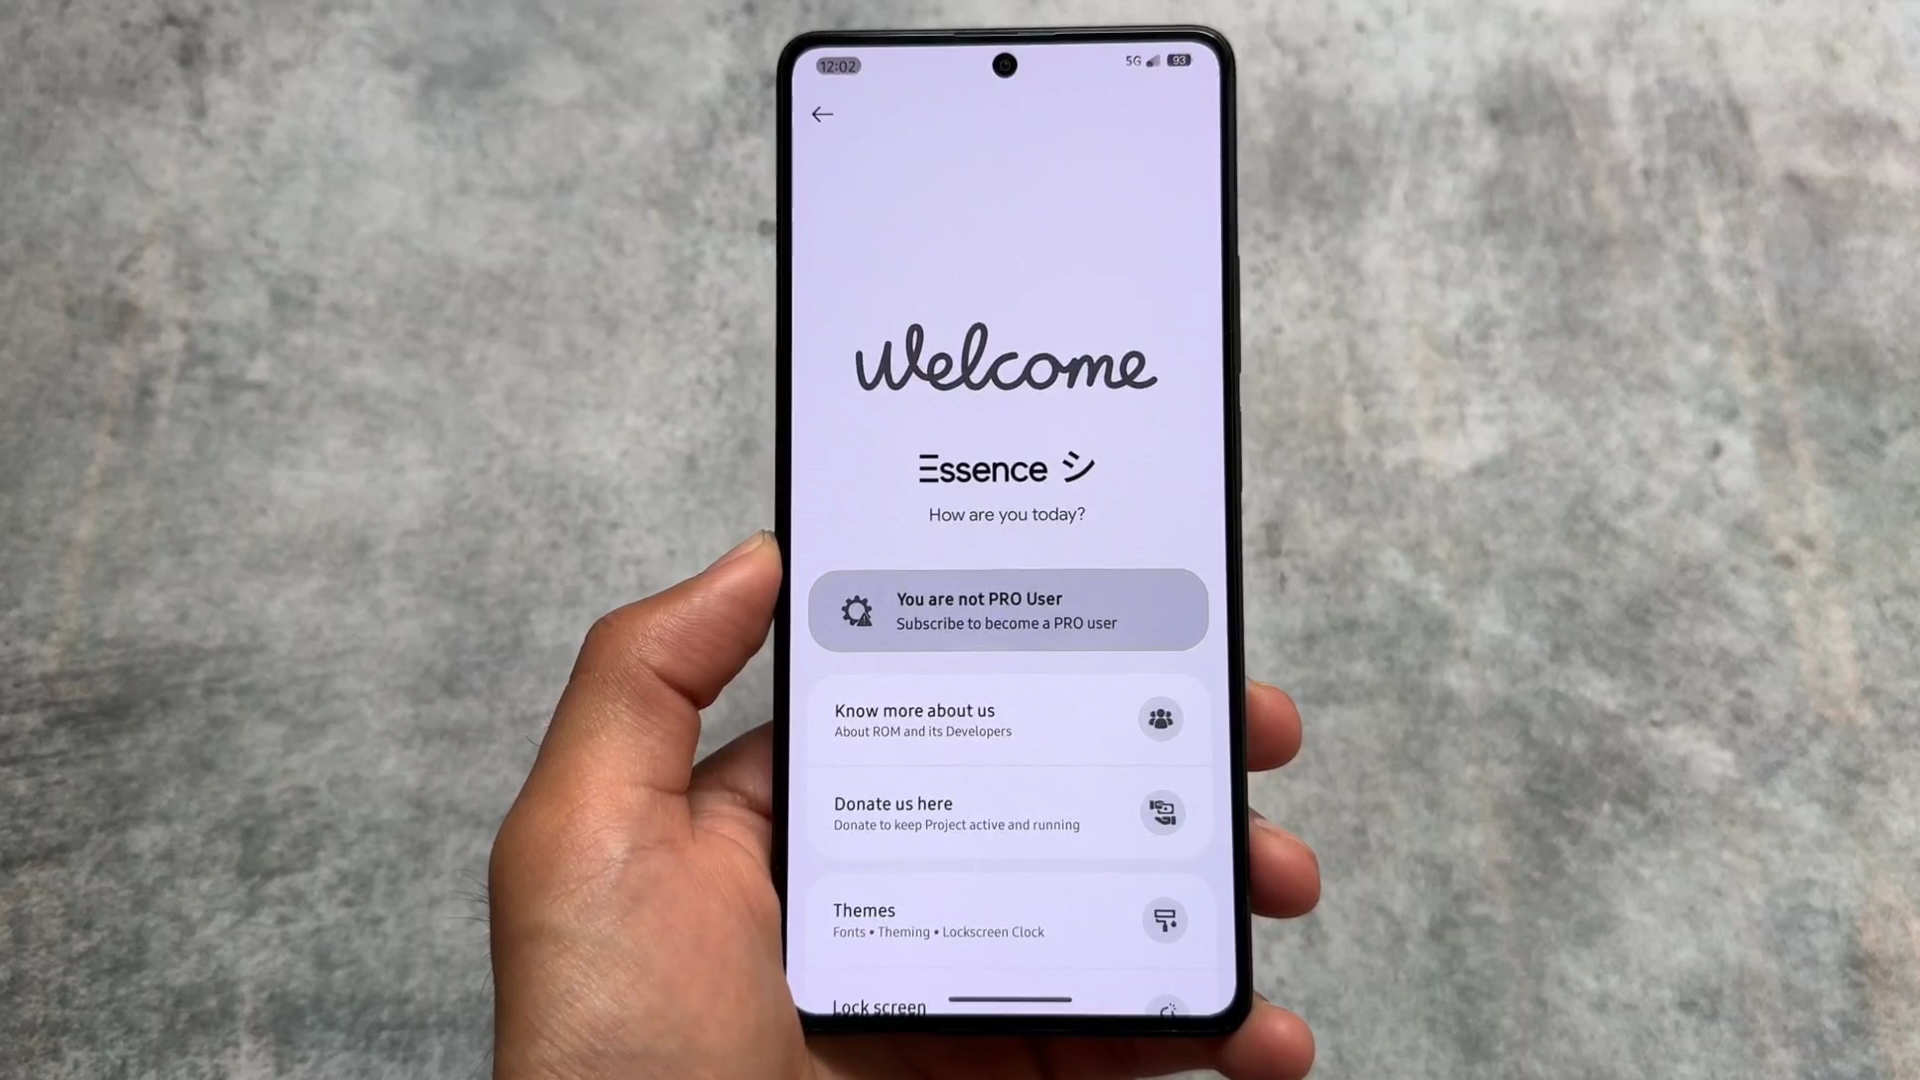 12:02
5G 93
Welcome
Ξssence シ
How are you today?
You are not PRO User
Subscribe to become a PRO user
Know more about us
About ROM and its Developers
Donate us here
Donate to keep Project active and running
Themes
Fonts • Theming • Lockscreen Clock
Lock screen